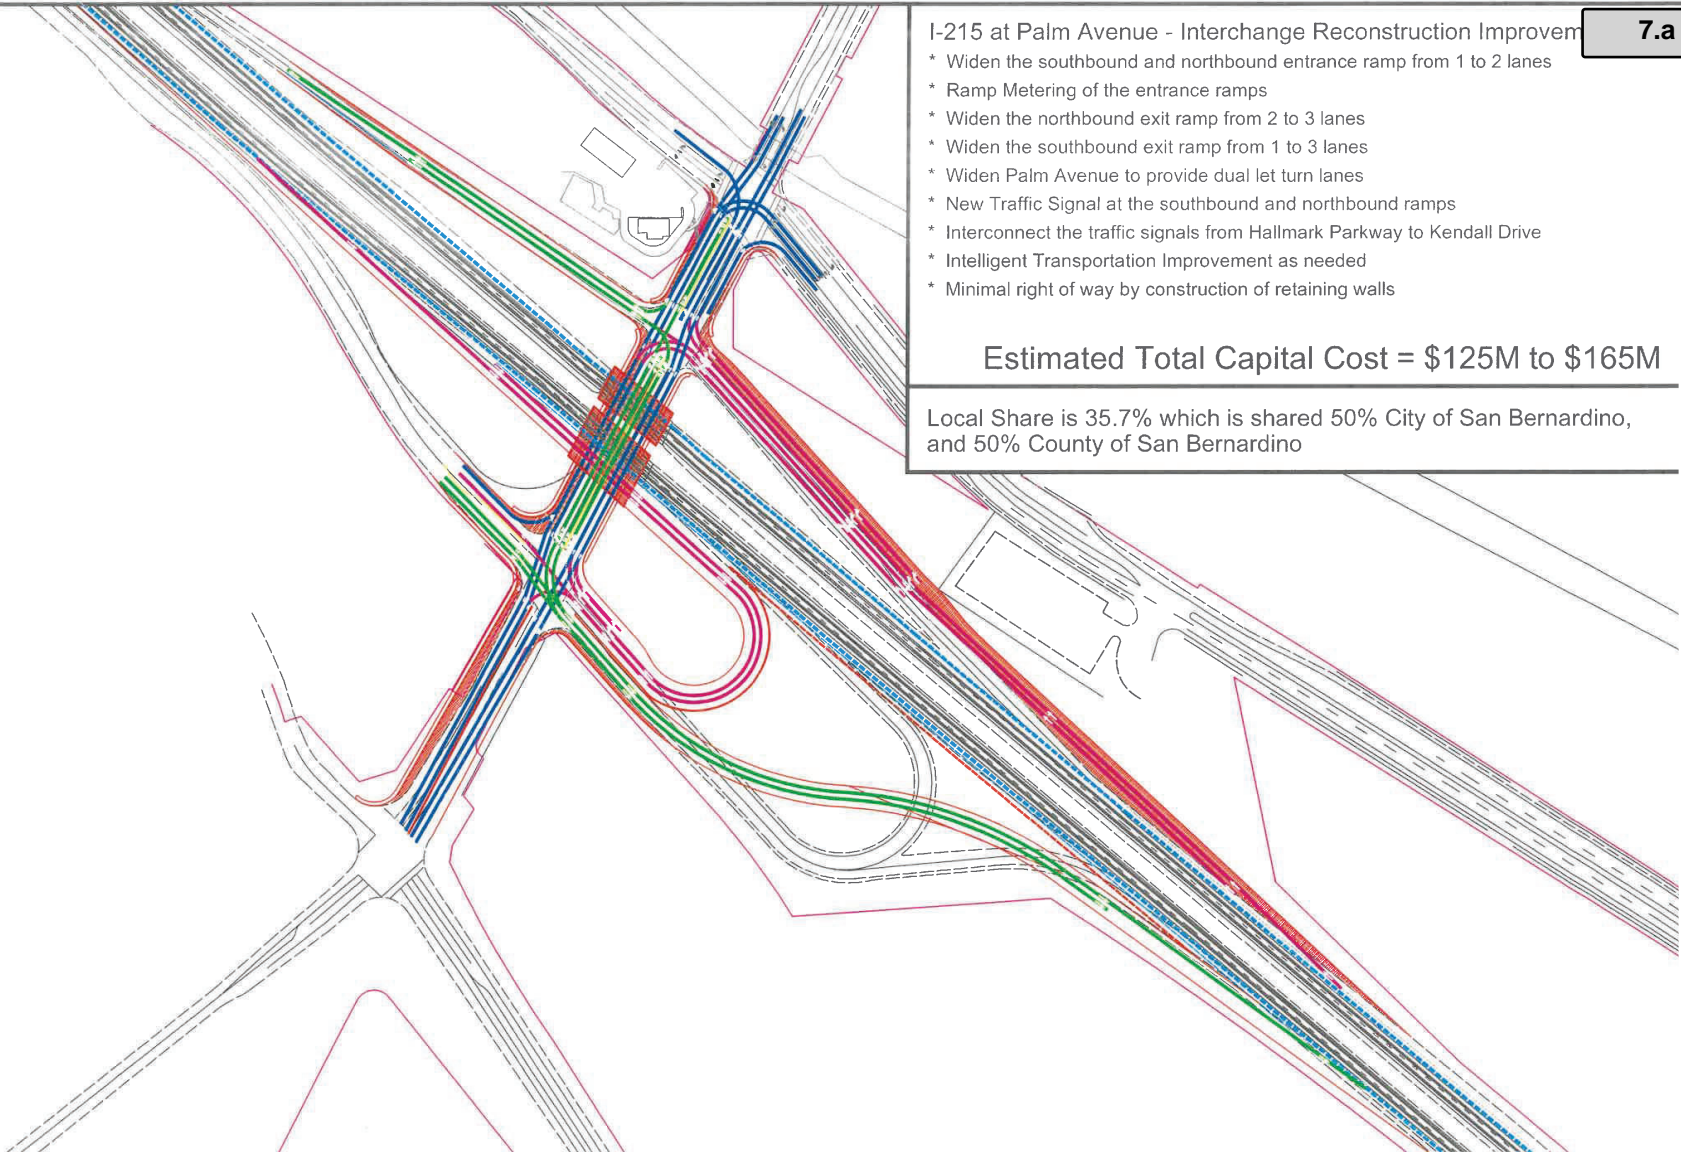 I-215 at Palm Avenue - Interchange Reconstruction Improvem
7.a
* Widen the southbound and northbound entrance ramp from 1 to 2 lanes
* Ramp Metering of the entrance ramps
* Widen the northbound exit ramp from 2 to 3 lanes
* Widen the southbound exit ramp from 1 to 3 lanes
* Widen Palm Avenue to provide dual let turn lanes
* New Traffic Signal at the southbound and northbound ramps
* Interconnect the traffic signals from Hallmark Parkway to Kendall Drive
* Intelligent Transportation Improvement as needed
* Minimal right of way by construction of retaining walls
Estimated Total Capital Cost = $125M to $165M
Local Share is 35.7% which is shared 50% City of San Bernardino,
and 50% County of San Bernardino